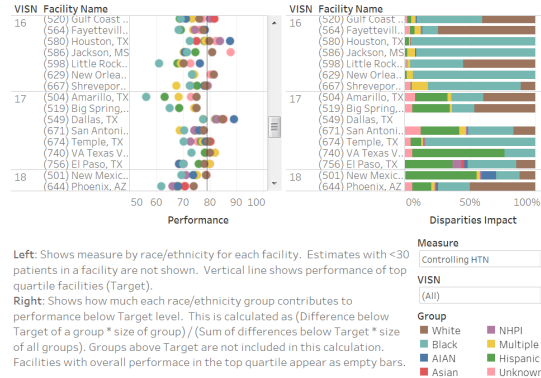 VISN Facility Name
16
(520) Gulf Coast ..
(564) Fayettevill..
(580) Houston, TX
(586) Jackson, MS
(598) Little Rock..
(629) New Orlea..
(667) Shrevepor..
17
(504) Amarillo, TX
(519) Big Spring,..
(549) Dallas, TX
(671) San Antoni..
(674) Temple, TX
(740) VA Texas V..
(756) El Paso, TX
18
(501) New Mexic..
(644) Phoenix, AZ
50 60 70 80 90 100
Performance
VISN Facility Name
16
(520) Gulf Coast ..
(564) Fayettevill..
(580) Houston, TX
(586) Jackson, MS
(598) Little Rock..
(629) New Orlea..
(667) Shrevepor..
17
(504) Amarillo, TX
(519) Big Spring,..
(549) Dallas, TX
(671) San Antoni..
(674) Temple, TX
(740) VA Texas V..
(756) El Paso, TX
18
(501) New Mexic..
(644) Phoenix, AZ
0% 50% 100%
Disparities Impact
Left: Shows measure by race/ethnicity for each facility. Estimates with <30
patients in a facility are not shown. Vertical line shows performance of top
quartile facilities (Target).
Right: Shows how much each race/ethnicity group contributes to
performance below Target level. This is calculated as (Difference below
Target of a group * size of group) / (Sum of differences below Target * size
of all groups). Groups above Target are not included in this calculation.
Facilities with overall performace in the top quartile appear as empty bars.
Measure
Controlling HTN
VISN
(All)
Group
White
Black
AIAN
Asian
NHPI
Multiple
Hispanic
Unknown